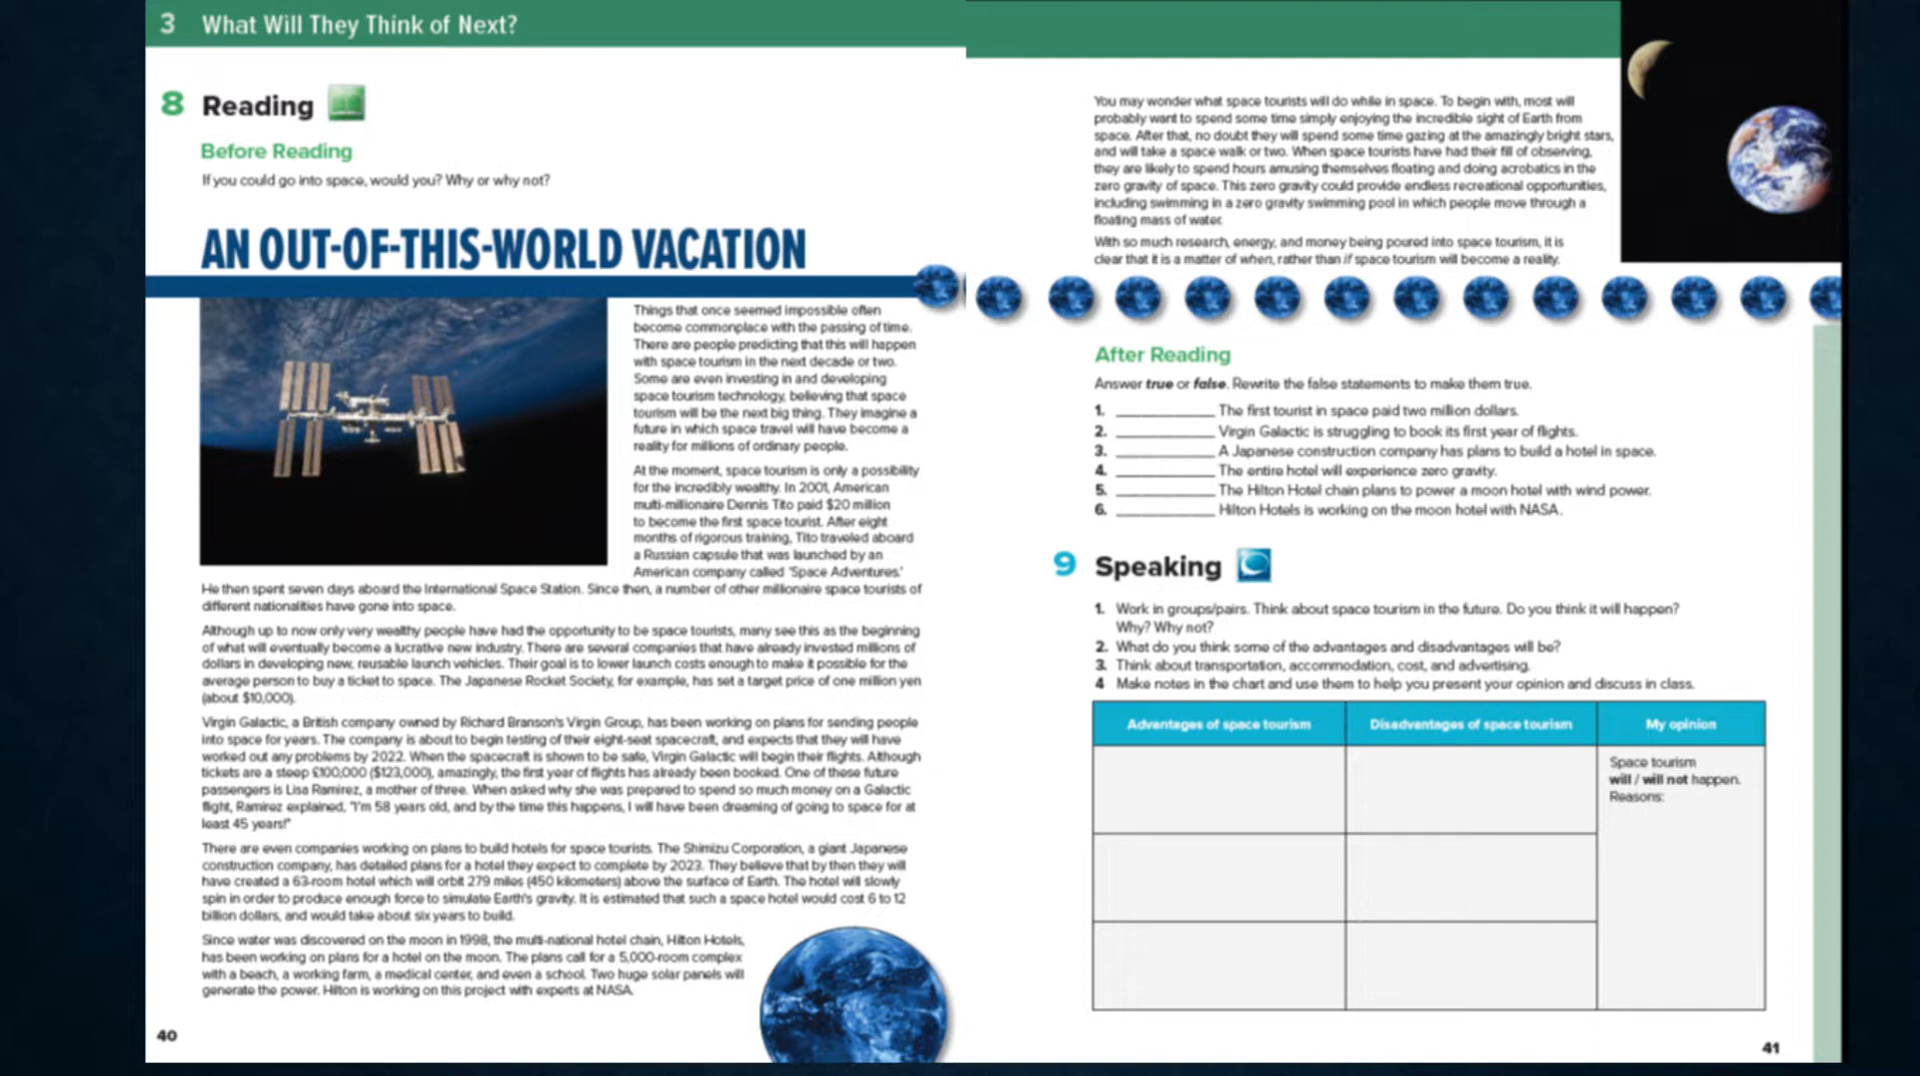 3 What Will They Think of Next?
8 Reading
Before Reading
If you could go into space, would you? Why or why not?
AN OUT-OF-THIS-WORLD VACATION
Things that once seemed impossible often
become commonplace with the passing of time.
There are people predicting that this will happen
with space tourism in the next decade or two.
Some are even investing in and developing
space tourism technology, believing that space
tourism will be the next big thing. They imagine a
future in which space travel will have become a
reality for millions of ordinary people.
At the moment, space tourism is only a possibility
for the incredibly wealthy. In 2001, American
multi-millionaire Dennis Tito paid $20 million
to become the first space tourist. After eight
months of rigorous training, Tito traveled aboard
a Russian capsule that was launched by an
American company called 'Space Adventures.'
He then spent seven days aboard the International Space Station. Since then, a number of other millionaire space tourists of
different nationalities have gone into space.
Although up to now only very wealthy people have had the opportunity to be space tourists, many see this as the beginning
of what will eventually become a lucrative new industry. There are several companies that have already invested millions of
dollars in developing new, reusable launch vehicles. Their goal is to lower launch costs enough to make it possible for the
average person to buy a ticket to space. The Japanese Rocket Society, for example, has set a target price of one million yen
(about $10,000).
Virgin Galactic, a British company owned by Richard Branson's Virgin Group, has been working on plans for sending people
into space for years. The company is about to begin testing of their eight-seat spacecraft, and expects that they will have
worked out any problems by 2022. When the spacecraft is shown to be safe, Virgin Galactic will begin their flights. Although
tickets are a steep £100,000 ($123,000), amazingly, the first year of flights has already been booked. One of these future
passengers is Lisa Ramirez, a mother of three. When asked why she was prepared to spend so much money on a Galactic
flight, Ramirez explained, "I'm 58 years old, and by the time this happens, I will have been dreaming of going to space for at
least 45 years!"
There are even companies working on plans to build hotels for space tourists. The Shimizu Corporation, a giant Japanese
construction company, has detailed plans for a hotel they expect to complete by 2023. They believe that by then they will
have created a 63-room hotel which will orbit 279 miles (450 kilometers) above the surface of Earth. The hotel will slowly
spin in order to produce enough force to simulate Earth's gravity. It is estimated that such a space hotel would cost 6 to 12
billion dollars, and would take about six years to build.
Since water was discovered on the moon in 1998, the multi-national hotel chain, Hilton Hotels,
has been working on plans for a hotel on the moon. The plans call for a 5,000-room complex
with a beach, a working farm, a medical center, and even a school. Two huge solar panels will
generate the power. Hilton is working on this project with experts at NASA.
40
You may wonder what space tourists will do while in space. To begin with, most will
probably want to spend some time simply enjoying the incredible sight of Earth from
space. After that, no doubt they will spend some time gazing at the amazingly bright stars,
and will take a space walk or two. When space tourists have had their fill of observing,
they are likely to spend hours amusing themselves floating and doing acrobatics in the
zero gravity of space. This zero gravity could provide endless recreational opportunities,
including swimming in a zero gravity swimming pool in which people move through a
floating mass of water.
With so much research, energy, and money being poured into space tourism, it is
clear that it is a matter of when, rather than if space tourism will become a reality.
After Reading
Answer true or false. Rewrite the false statements to make them true.
1. ____________ The first tourist in space paid two million dollars.
2. ____________ Virgin Galactic is struggling to book its first year of flights.
3. ____________ A Japanese construction company has plans to build a hotel in space.
4. ____________ The entire hotel will experience zero gravity.
5. ____________ The Hilton Hotel chain plans to power a moon hotel with wind power.
6. ____________ Hilton Hotels is working on the moon hotel with NASA.
9 Speaking
1. Work in groups/pairs. Think about space tourism in the future. Do you think it will happen?
Why? Why not?
2. What do you think some of the advantages and disadvantages will be?
3. Think about transportation, accommodation, cost, and advertising.
4 Make notes in the chart and use them to help you present your opinion and discuss in class.
Advantages of space tourism Disadvantages of space tourism My opinion
Space tourism
will / will not happen.
Reasons:
41